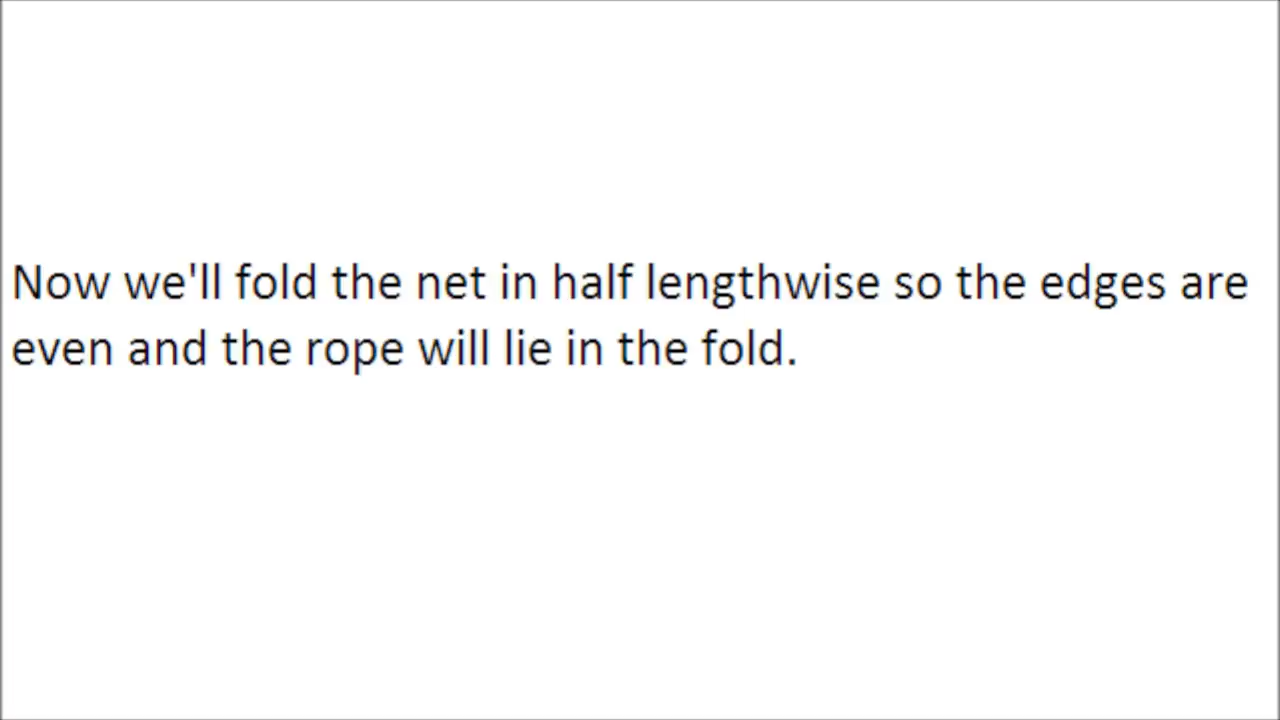 Now we'll fold the net in half lengthwise so the edges are
even and the rope will lie in the fold.